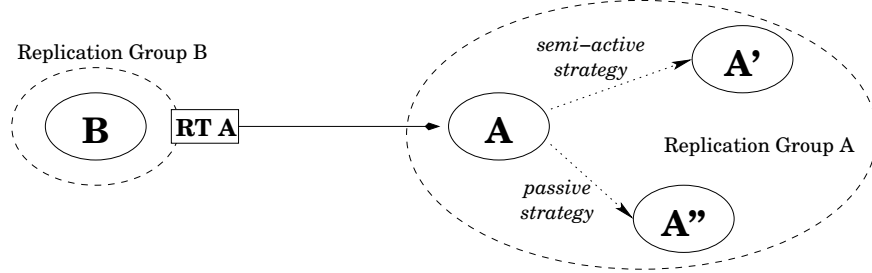 Replication Group B
B
RT A
A
semi−active
strategy
A'
Replication Group A
passive
strategy
A"